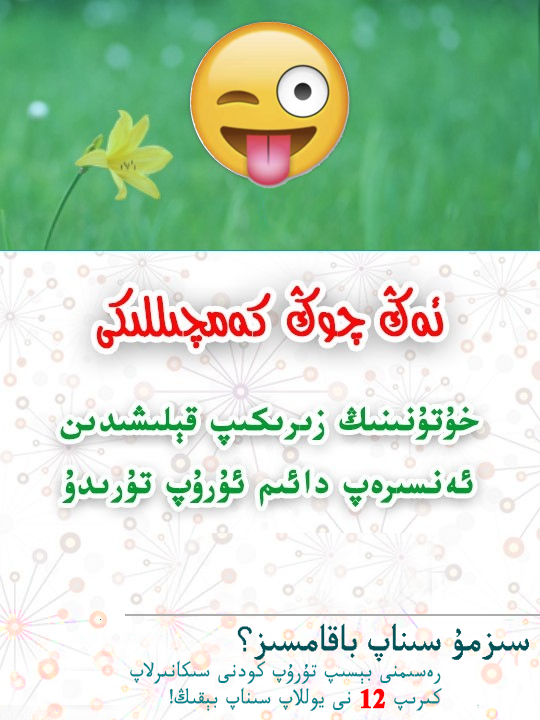 ئەڭ چوڭ كەمچىللىكى
خۇتۇنىنىڭ زىرىكىپ قېلىشىدىن
ئەنسىرەپ دائىم ئۇرۇپ تۇرىدۇ
سىزمۇ سىناپ باقامسىز؟
رەسىمنى بېسىپ تۇرۇپ كودنى سىكانىرلاپ
كىرىپ 12 نى يوللاپ سىناپ بېقىڭ!